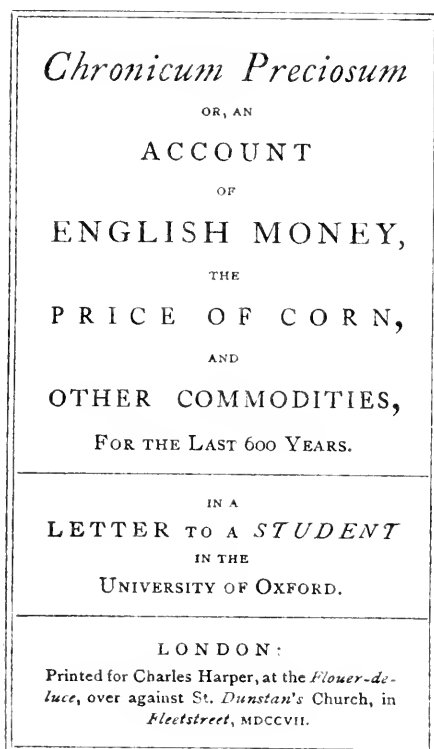 Chronicum Preciosum
OR, AN
ACCOUNT
OF
ENGLISH MONEY,
THE
PRICE OF CORN,
AND
OTHER COMMODITIES,
FOR THE LAST 600 YEARS.
IN A
LETTER TO A STUDENT
IN THE
UNIVERSITY OF OXFORD.
LONDON:
Printed for Charles Harper, at the Flouer-de-
luce, over against St. Dunstan's Church, in
Fleetstreet, MDCCVII.